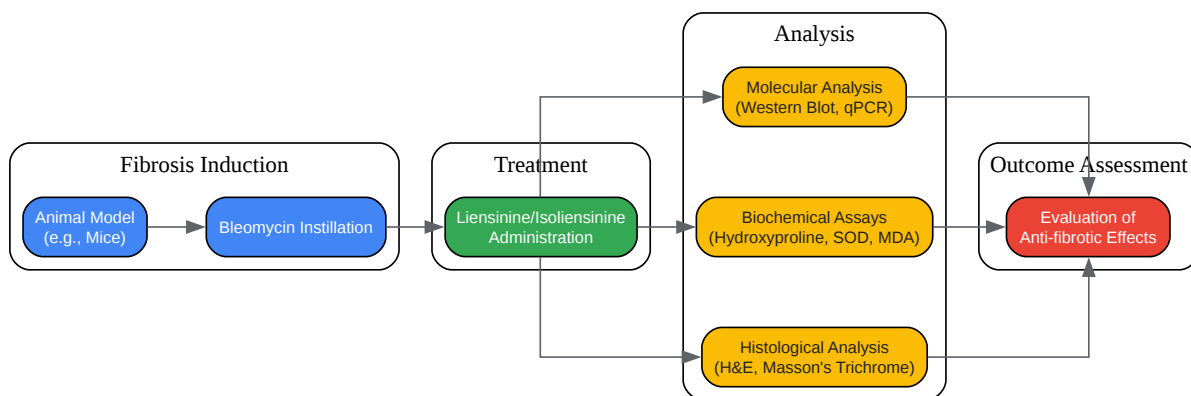 Fibrosis Induction
Animal Model
(e.g., Mice)
Bleomycin Instillation
Treatment
Liensinine/Isoliensinine
Administration
Analysis
Molecular Analysis
(Western Blot, qPCR)
Biochemical Assays
(Hydroxyproline, SOD, MDA)
Histological Analysis
(H&E, Masson's Trichrome)
Outcome Assessment
Evaluation of
Anti-fibrotic Effects